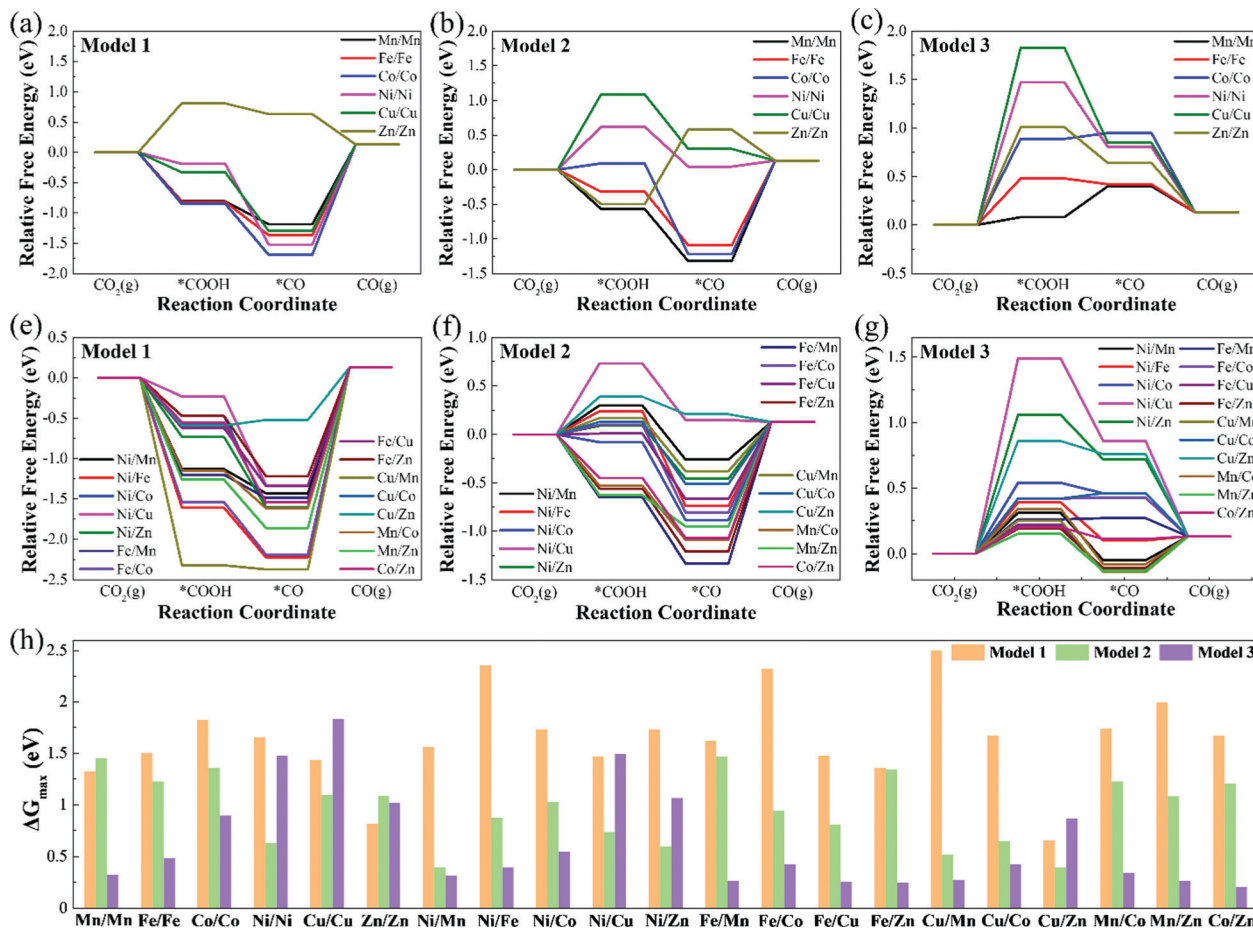 (a)
Model 1
Relative Free Energy (eV)
2.0
1.5
1.0
0.5
0.0
-0.5
-1.0
-1.5
-2.0
Mn/Mn
Fe/Fe
Co/Co
Ni/Ni
Cu/Cu
Zn/Zn
CO2(g) *COOH *CO CO(g)
Reaction Coordinate
(b)
Model 2
Relative Free Energy (eV)
2.0
1.5
1.0
0.5
0.0
-0.5
-1.0
-1.5
Mn/Mn
Fe/Fe
Co/Co
Ni/Ni
Cu/Cu
Zn/Zn
CO2(g) *COOH *CO CO(g)
Reaction Coordinate
(c)
Model 3
Relative Free Energy (eV)
2.0
1.5
1.0
0.5
0.0
-0.5
Mn/Mn
Fe/Fe
Co/Co
Ni/Ni
Cu/Cu
Zn/Zn
CO2(g) *COOH *CO CO(g)
Reaction Coordinate
(e)
Model 1
Relative Free Energy (eV)
0.5
0.0
-0.5
-1.0
-1.5
-2.0
-2.5
Ni/Mn
Ni/Fe
Ni/Co
Ni/Cu
Ni/Zn
Fe/Mn
Fe/Co
Fe/Cu
Fe/Zn
Cu/Mn
Cu/Co
Cu/Zn
Mn/Co
Mn/Zn
Co/Zn
CO2(g) *COOH *CO CO(g)
Reaction Coordinate
(f)
Model 2
Relative Free Energy (eV)
1.0
0.5
0.0
-0.5
-1.0
-1.5
Fe/Mn
Fe/Co
Fe/Cu
Fe/Zn
Ni/Mn
Ni/Fe
Ni/Co
Ni/Cu
Ni/Zn
Cu/Mn
Cu/Co
Cu/Zn
Mn/Co
Mn/Zn
Co/Zn
CO2(g) *COOH *CO CO(g)
Reaction Coordinate
(g)
Model 3
Relative Free Energy (eV)
1.5
1.0
0.5
0.0
Ni/Mn
Ni/Fe
Ni/Co
Ni/Cu
Ni/Zn
Fe/Mn
Fe/Co
Fe/Cu
Fe/Zn
Cu/Mn
Cu/Co
Cu/Zn
Mn/Co
Mn/Zn
Co/Zn
CO2(g) *COOH *CO CO(g)
Reaction Coordinate
(h)
Model 1 Model 2 Model 3
ΔGmax (eV)
2.5
2
1.5
1
0.5
0
Mn/Mn Fe/Fe Co/Co Ni/Ni Cu/Cu Zn/Zn Ni/Mn Ni/Fe Ni/Co Ni/Cu Ni/Zn Fe/Mn Fe/Co Fe/Cu Fe/Zn Cu/Mn Cu/Co Cu/Zn Mn/Co Mn/Zn Co/Zn